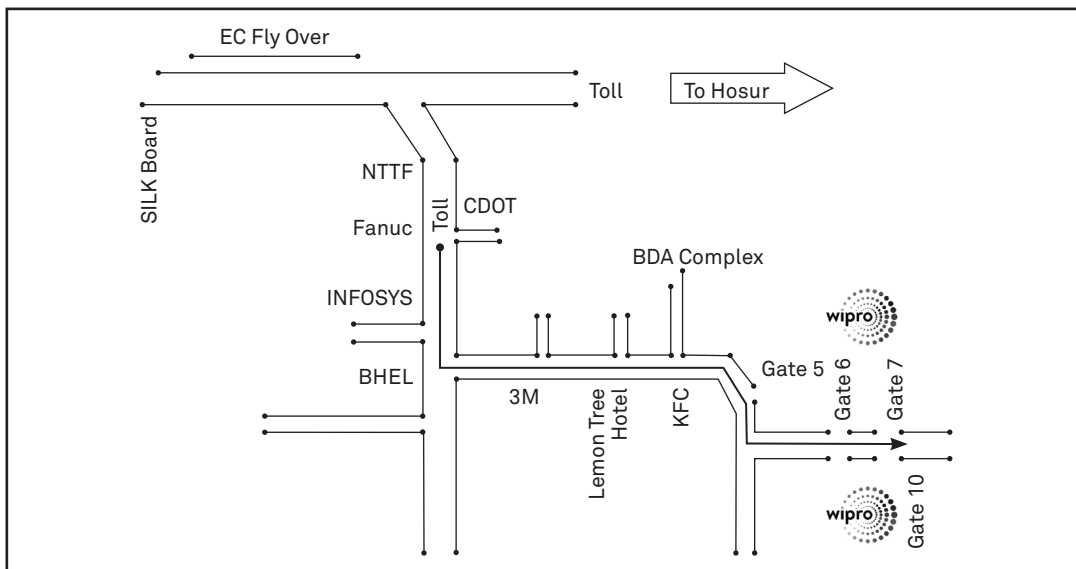 EC Fly Over
Toll
To Hosur
SILK Board
NTTF
CDOT
Toll
Fanuc
BDA Complex
INFOSYS
wipro
BHEL
Gate 5
Gate 6
Gate 7
3M
Lemon Tree
Hotel
KFC
wipro
Gate 10